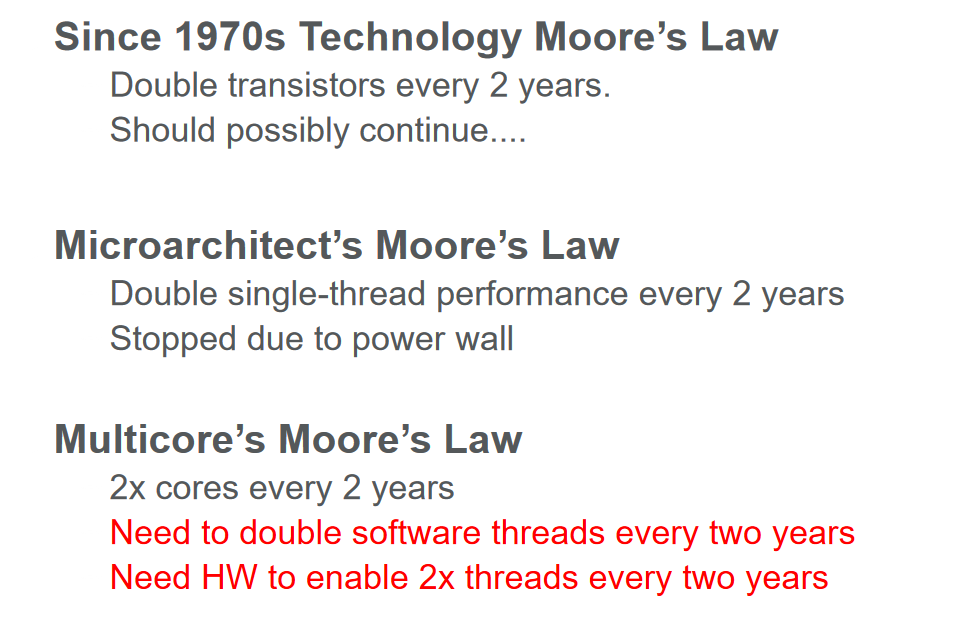 Since 1970s Technology Moore’s Law
Double transistors every 2 years.
Should possibly continue....
Microarchitect’s Moore’s Law
Double single-thread performance every 2 years
Stopped due to power wall
Multicore’s Moore’s Law
2x cores every 2 years
Need to double software threads every two years
Need HW to enable 2x threads every two years